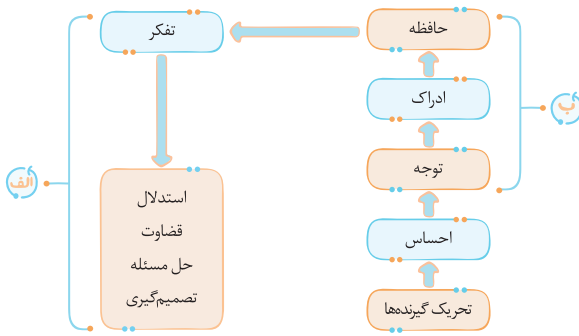 حافظه
ادراک
توجه
احساس
تحریک گیرنده‌ها
ب
تفکر
استدلال
قضاوت
حل مسئله
تصمیم‌گیری
الف